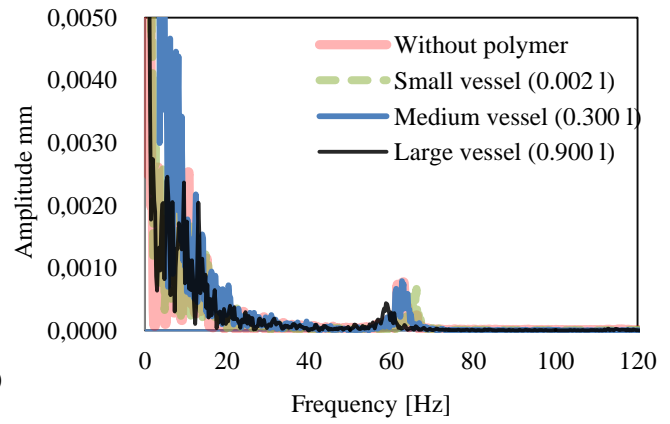 0,0050
0,0040
0,0030
0,0020
0,0010
0,0000
Amplitude mm
Without polymer
Small vessel (0.002 l)
Medium vessel (0.300 l)
Large vessel (0.900 l)
0 20 40 60 80 100 120
Frequency [Hz]
)